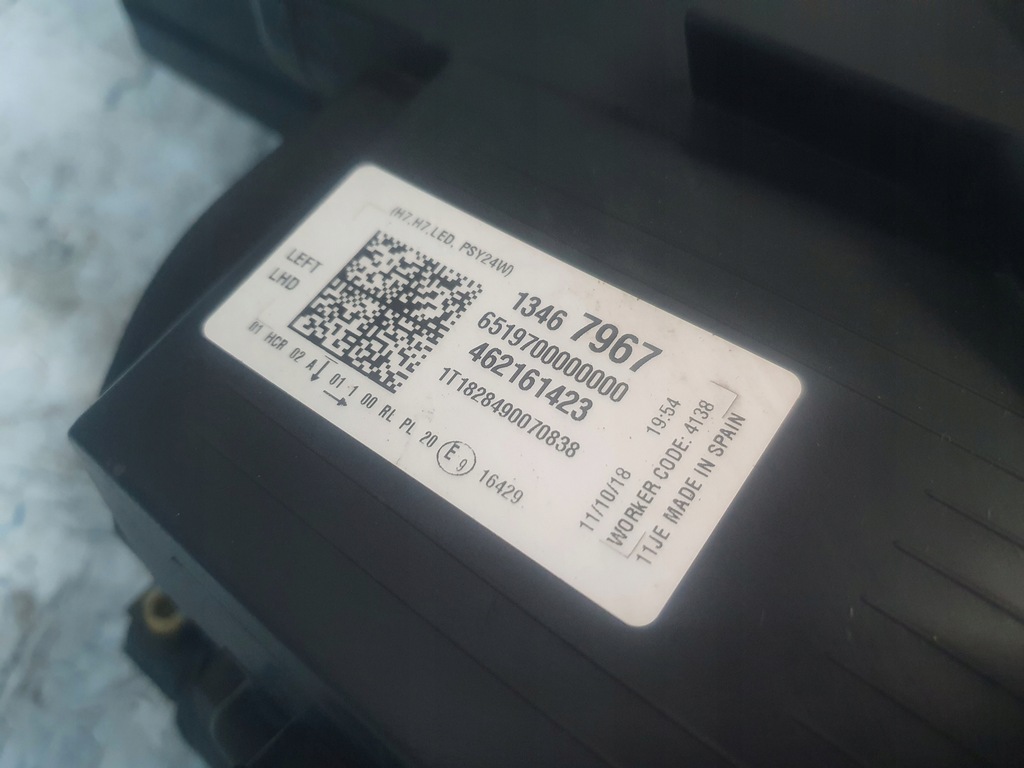 (H7.H7.LED. PSY24W)
LEFT
LHD
1346 7967
651970000000
462161423
1T1828490070838
01 HCR 02 A ↓ 01 1 00 RL PL 20 E9 16429
→
11/10/18 19:54
WORKER CODE: 4138
11JE MADE IN SPAIN